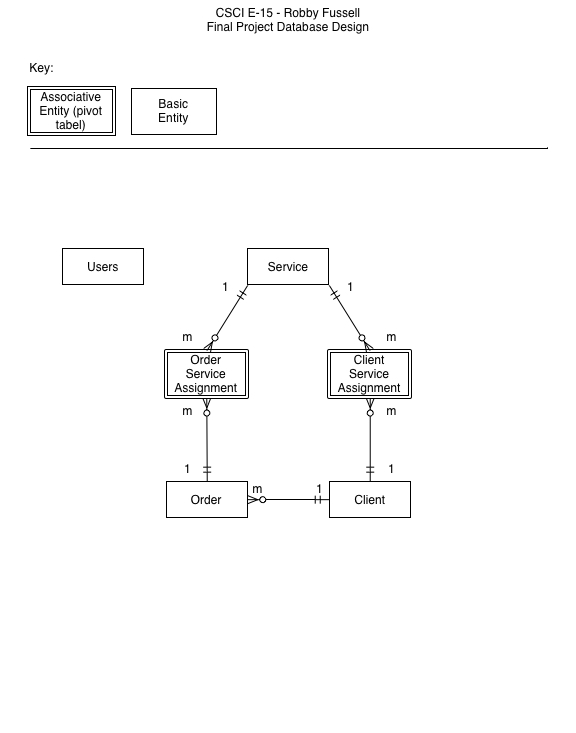 CSCI E-15 - Robby Fussell
Final Project Database Design
Key:
Associative
Entity (pivot
tabel)
Basic
Entity
Users
Service
1
1
m
m
Order
Service
Assignment
Client
Service
Assignment
m
m
1
1
Order
m
1
Client